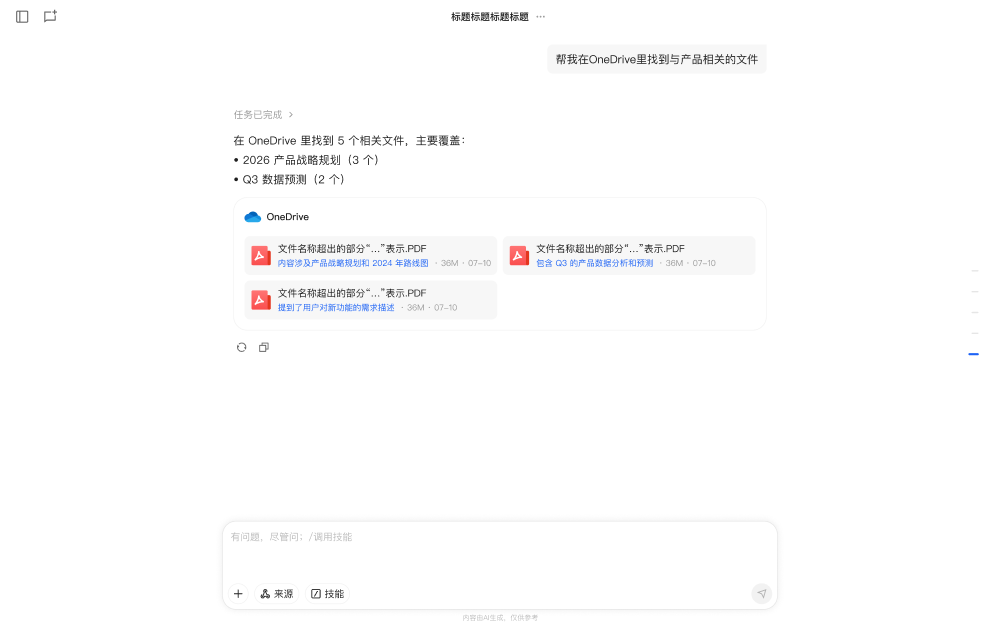 标题标题标题标题 ···
帮我在OneDrive里找到与产品相关的文件
任务已完成 >
在 OneDrive 里找到 5 个相关文件，主要覆盖：
• 2026 产品战略规划（3 个）
• Q3 数据预测（2 个）
OneDrive
文件名称超出的部分“...”表示.PDF
内容涉及产品战略规划和 2024 年路线图 · 36M · 07-10
文件名称超出的部分“...”表示.PDF
包含 Q3 的产品数据分析和预测 · 36M · 07-10
文件名称超出的部分“...”表示.PDF
提到了用户对新功能的需求描述 · 36M · 07-10
有问题，尽管问；/调用技能
来源
技能
内容由AI生成，仅供参考